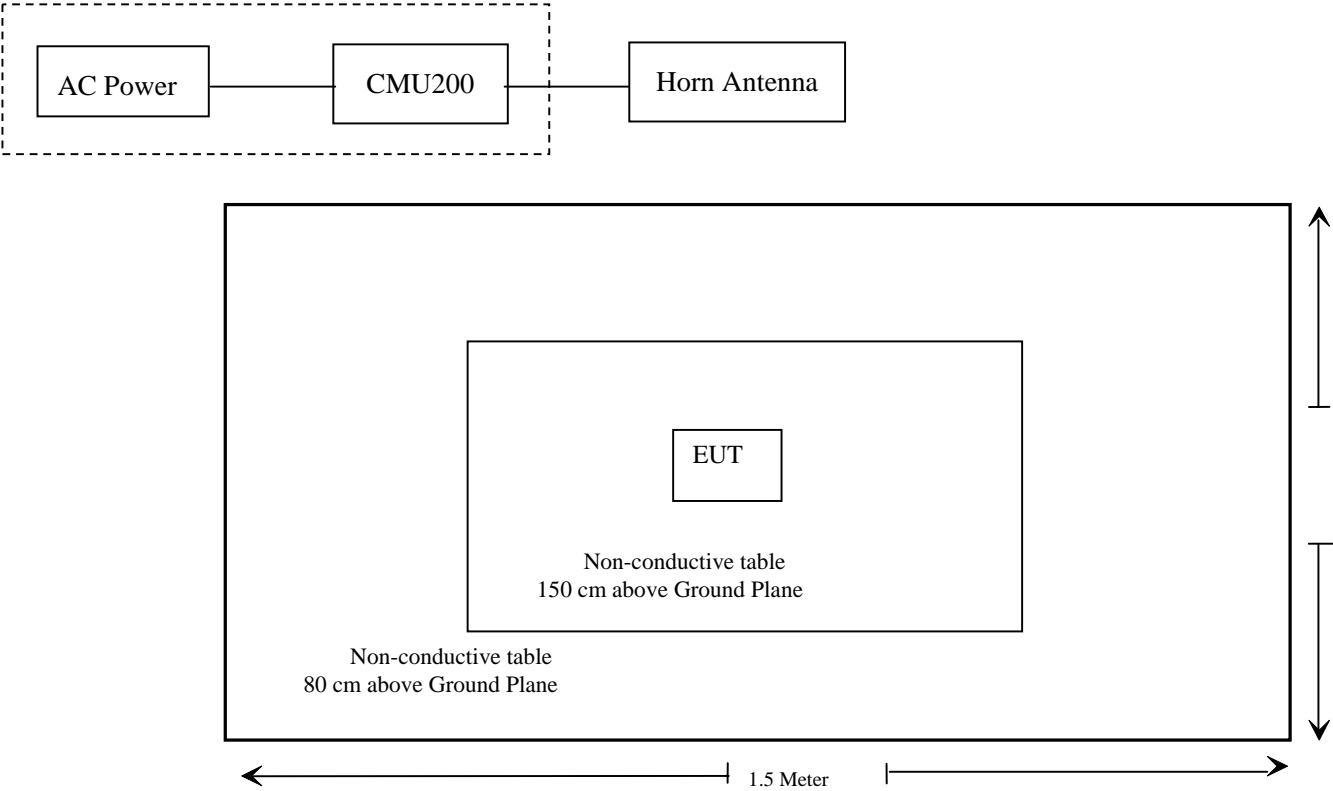 AC Power
CMU200
Horn Antenna
EUT
Non-conductive table
150 cm above Ground Plane
Non-conductive table
80 cm above Ground Plane
1.5 Meter